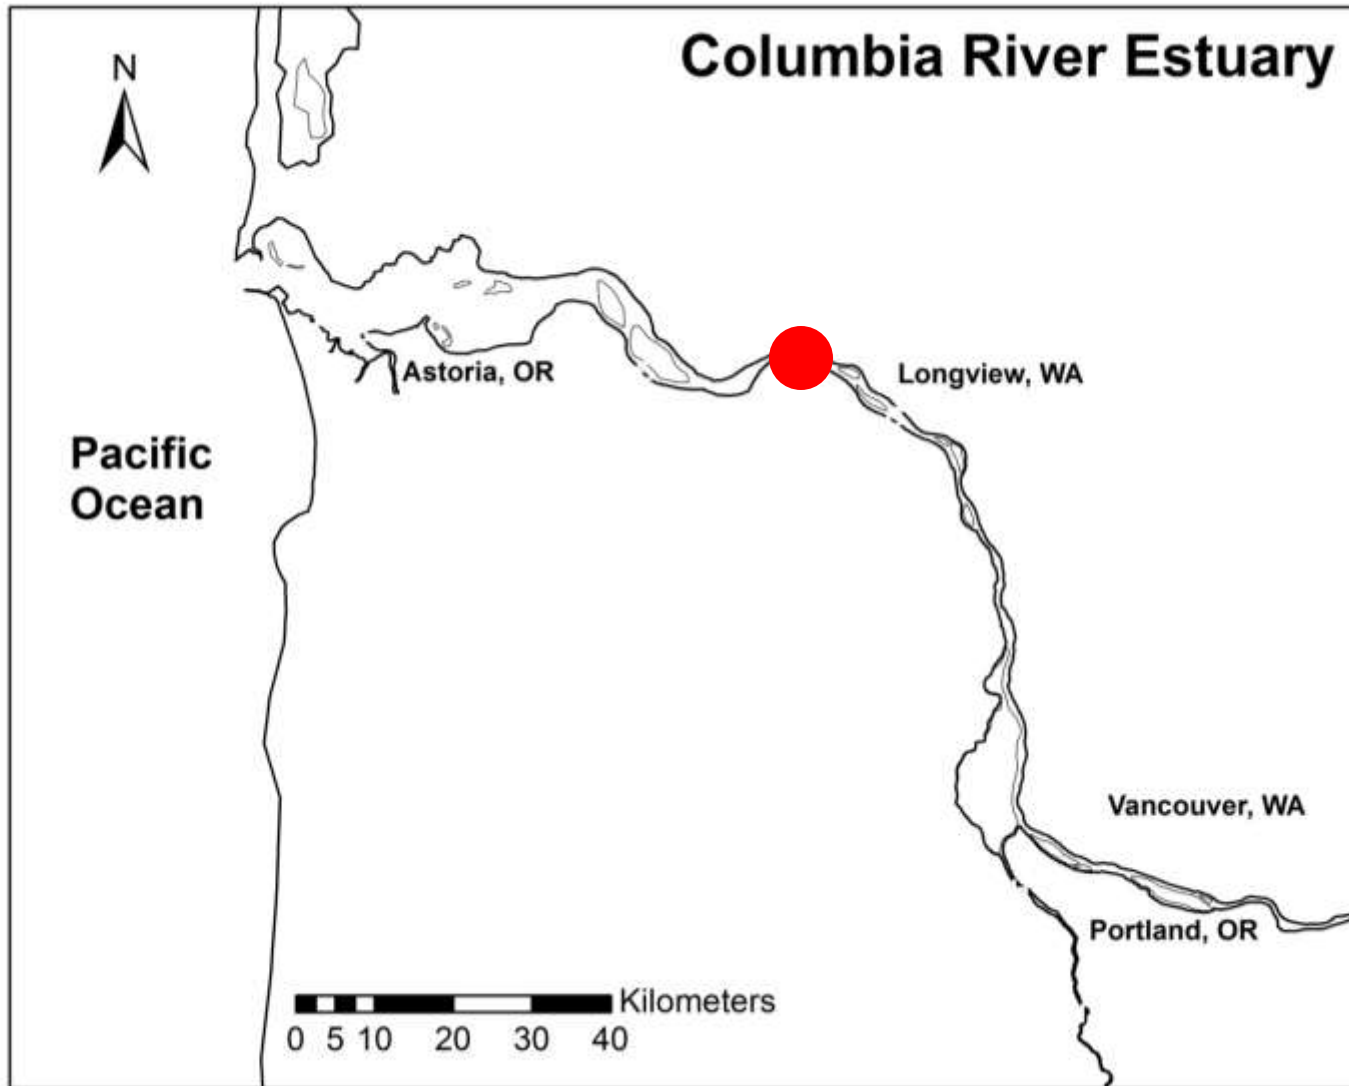 Columbia River Estuary
N
Astoria, OR
Longview, WA
Pacific
Ocean
Vancouver, WA
Portland, OR
Kilometers
0 5 10 20 30 40